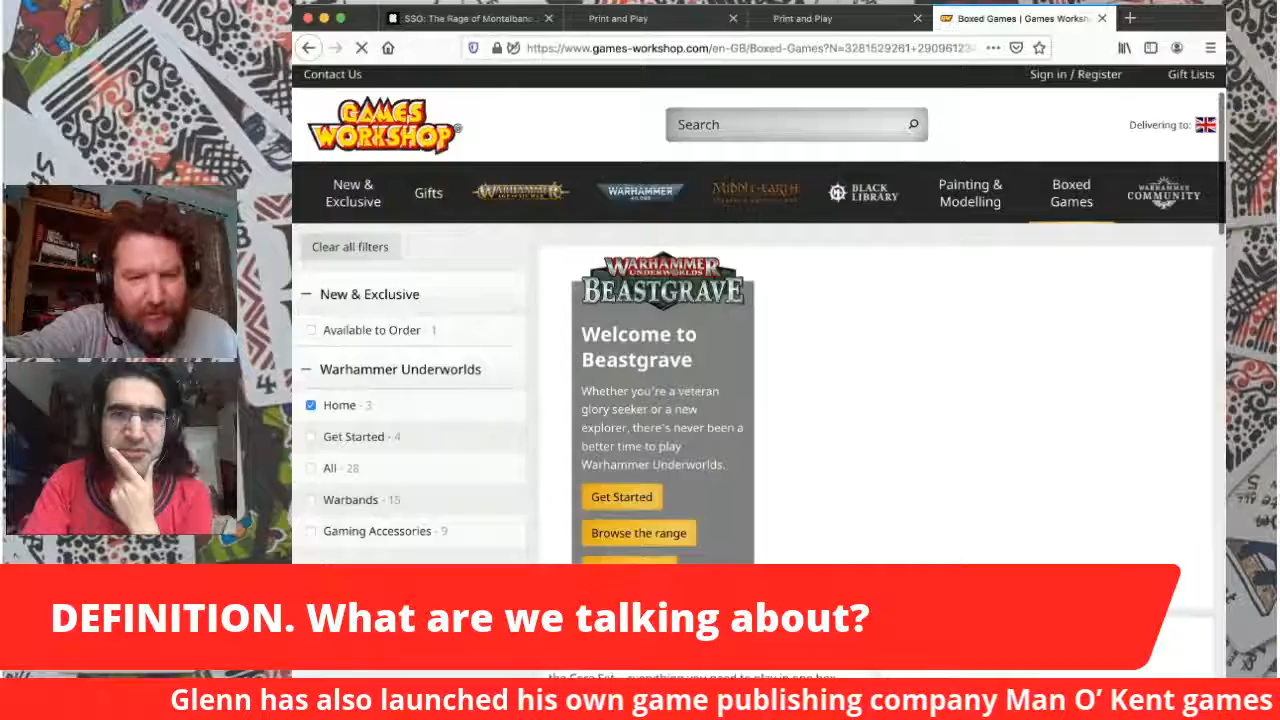 SSO: The Rage of Montalbano
Print and Play
Print and Play
Boxed Games | Games Worksh
https://www.games-workshop.com/en-GB/Boxed-Games?N=3281529261+290961234
Contact Us
Sign in / Register
Gift Lists
GAMES WORKSHOP
Search
Delivering to:
New & Exclusive
Gifts
WARHAMMER
WARHAMMER
MIDDLE-EARTH
BLACK LIBRARY
Painting & Modelling
Boxed Games
WARHAMMER COMMUNITY
Clear all filters
New & Exclusive
Available to Order - 1
Warhammer Underworlds
Home - 3
Get Started - 4
All - 28
Warbands - 15
Gaming Accessories - 9
WARHAMMER
UNDERWORLDS
BEASTGRAVE
Welcome to
Beastgrave
Whether you're a veteran
glory seeker or a new
explorer, there's never been a
better time to play
Warhammer Underworlds.
Get Started
Browse the range
DEFINITION. What are we talking about?
Glenn has also launched his own game publishing company Man O’ Kent games